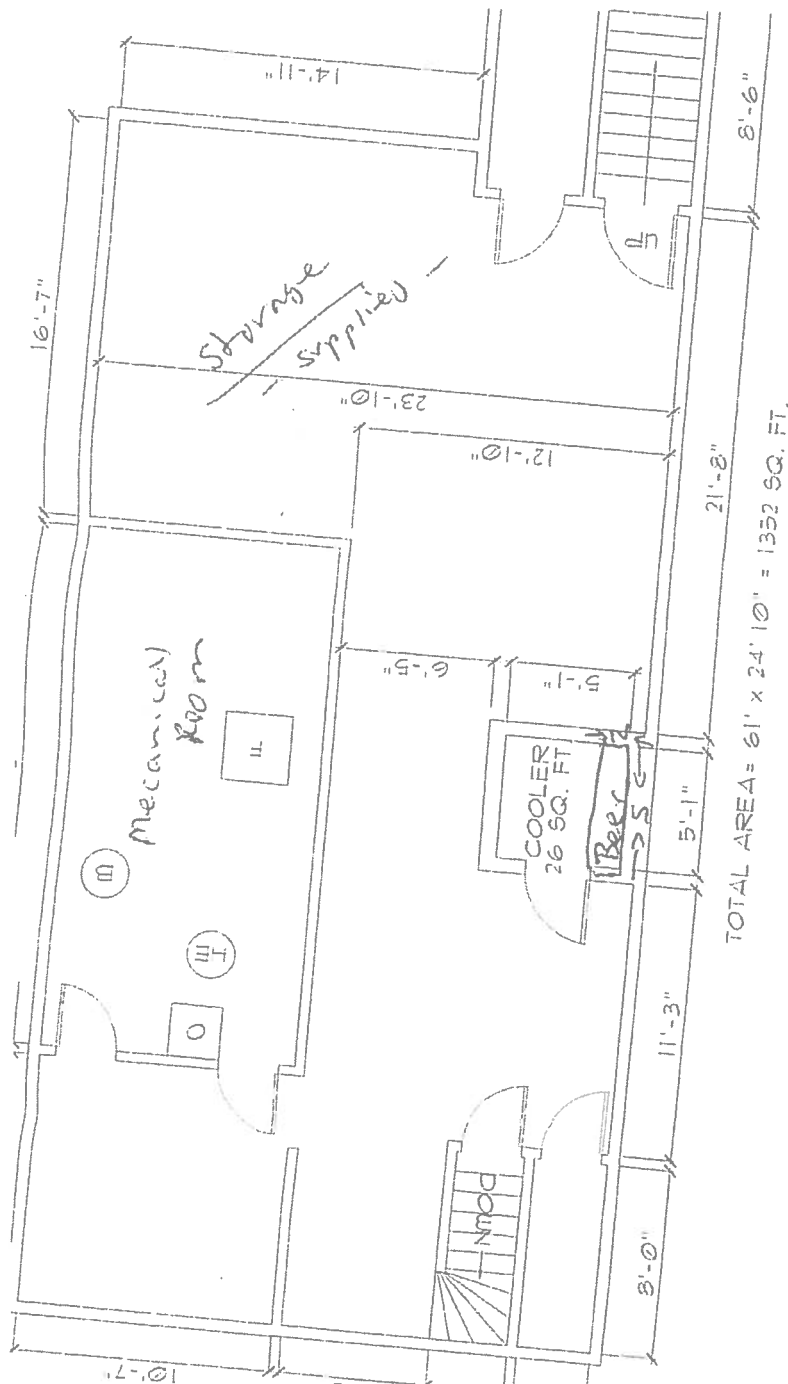 14'-11"
8'-6"
16'-7"
UP
Storage
supplies
23'-10"
12'-10"
21'-8"
Mecanical
Room
F
6'-5"
5'-1"
COOLER
26 SQ. FT
Beer
5
5'-1"
TOTAL AREA = 61' x 24'10" = 1352 SQ. FT.
11'-3"
DOWN
8'-0"
10'-7"